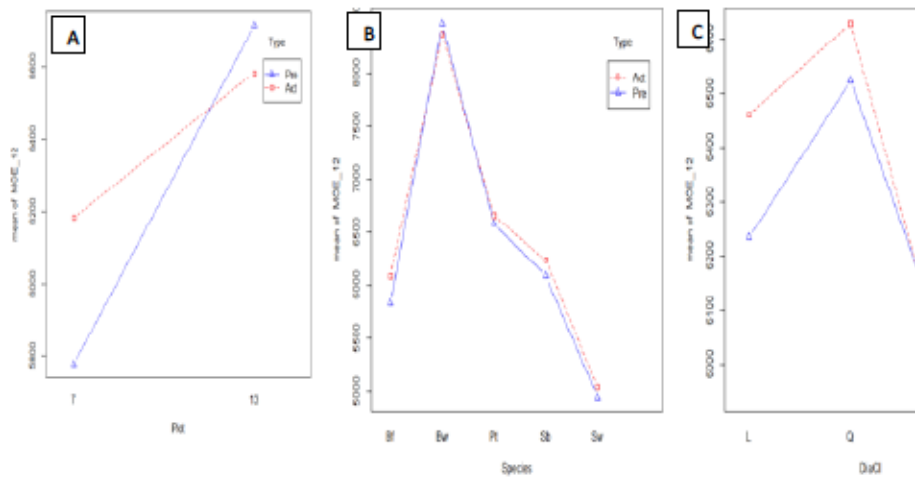 A
Type
Pre
Act
mean of MOE_12
5800
6000
6200
6400
6600
7
13
Plot
B
Type
Act
Pre
mean of MOE_12
5000
5500
6000
6500
7000
7500
8000
Bf
Bw
Pt
Sb
Sw
Species
C
mean of MOE_12
6000
6100
6200
6300
6400
6500
L
Q
DiaCl